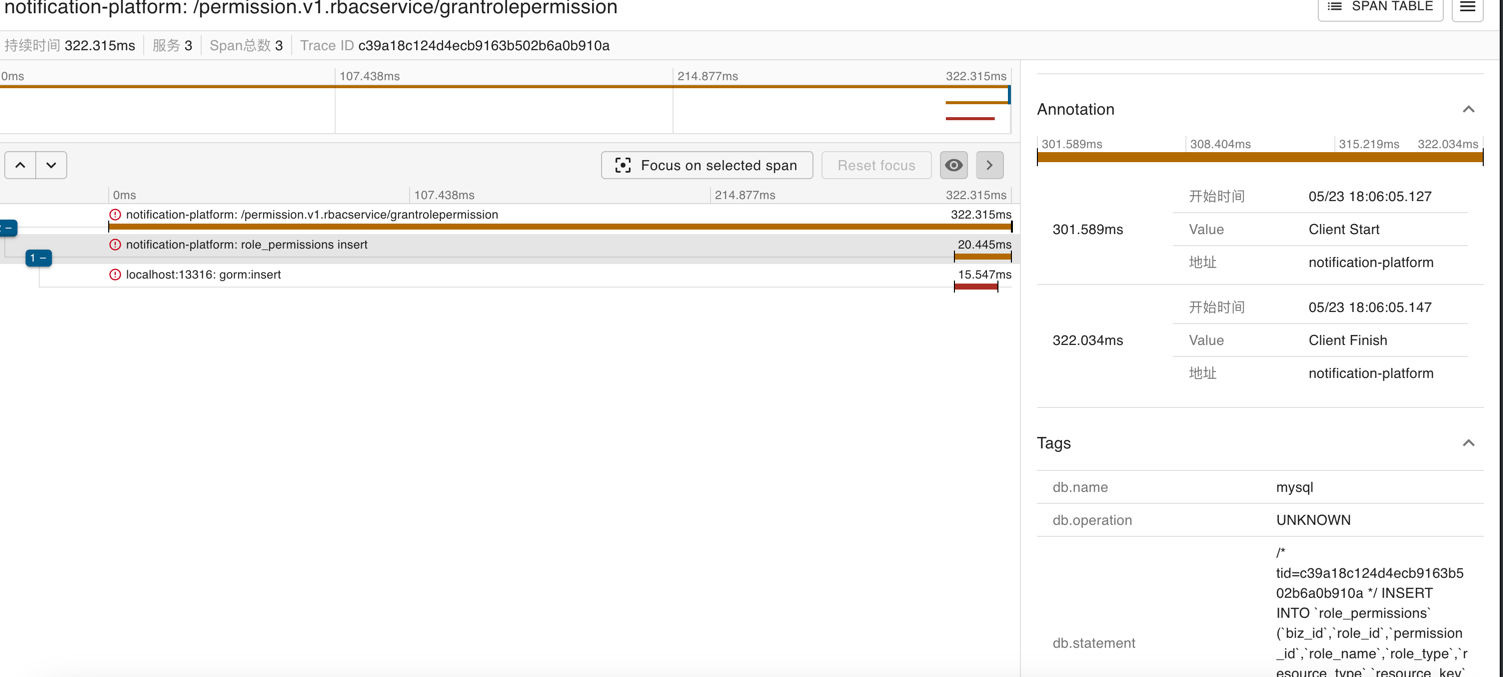 notification-platform: /permission.v1.rbacservice/grantrolepermission
SPAN TABLE
持续时间 322.315ms 服务 3 Span总数 3 Trace ID c39a18c124d4ecb9163b502b6a0b910a
0ms 107.438ms 214.877ms 322.315ms
Focus on selected span Reset focus
0ms 107.438ms 214.877ms 322.315ms
notification-platform: /permission.v1.rbacservice/grantrolepermission 322.315ms
notification-platform: role_permissions insert 20.445ms
1 −
localhost:13316: gorm:insert 15.547ms
Annotation
301.589ms 308.404ms 315.219ms 322.034ms
301.589ms
开始时间 05/23 18:06:05.127
Value Client Start
地址 notification-platform
322.034ms
开始时间 05/23 18:06:05.147
Value Client Finish
地址 notification-platform
Tags
db.name mysql
db.operation UNKNOWN
db.statement
/*
tid=c39a18c124d4ecb9163b5
02b6a0b910a */ INSERT
INTO `role_permissions`
(`biz_id`,`role_id`,`permission
_id`,`role_name`,`role_type`,`r
esource_type`,`resource_key`